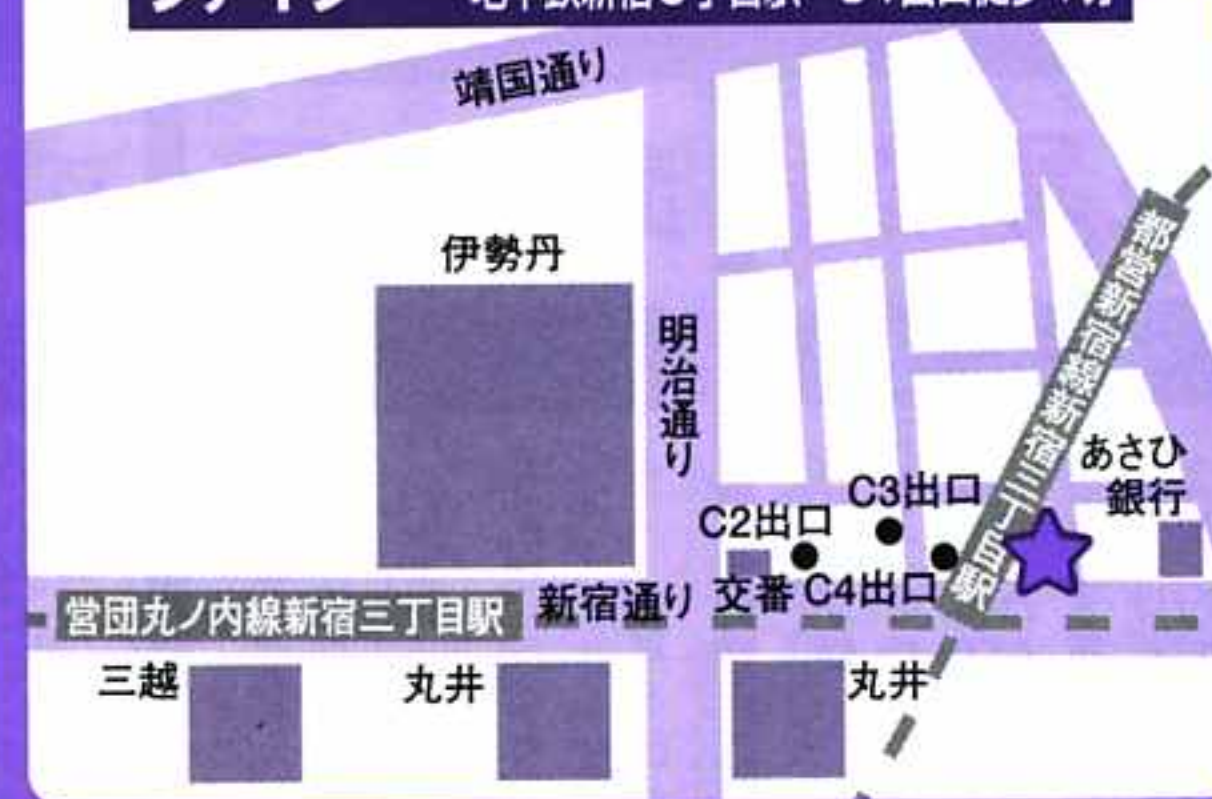 靖国通り
伊勢丹
明治通り
都営新宿線新宿三丁目駅
あさひ
銀行
C3出口
C2出口
交番
C4出口
新宿通り
営団丸ノ内線新宿三丁目駅
三越
丸井
丸井